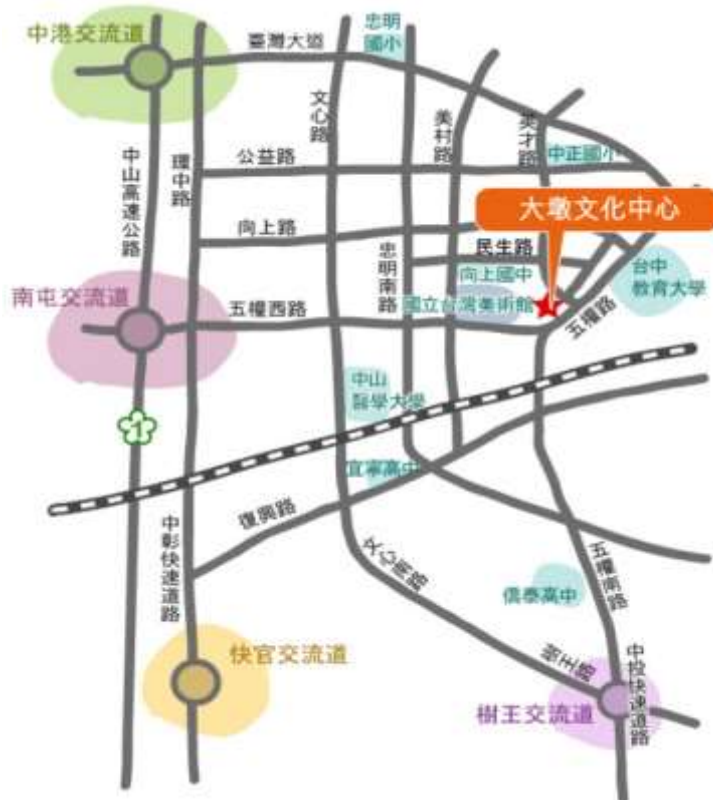 中港交流道
臺灣大道
忠明
國小
文心路
美村路
英才路
中正國小
中山高速公路
環中路
公益路
大墩文化中心
向上路
民生路
忠明南路
向上國中
台中
教育大學
南屯交流道
五權西路
國立台灣美術館
五權路
中山
醫學大學
1
宜寧高中
復興路
中彰快速道路
文心南路
五權南路
僑泰高中
快官交流道
樹王路
中投快速道路
樹王交流道